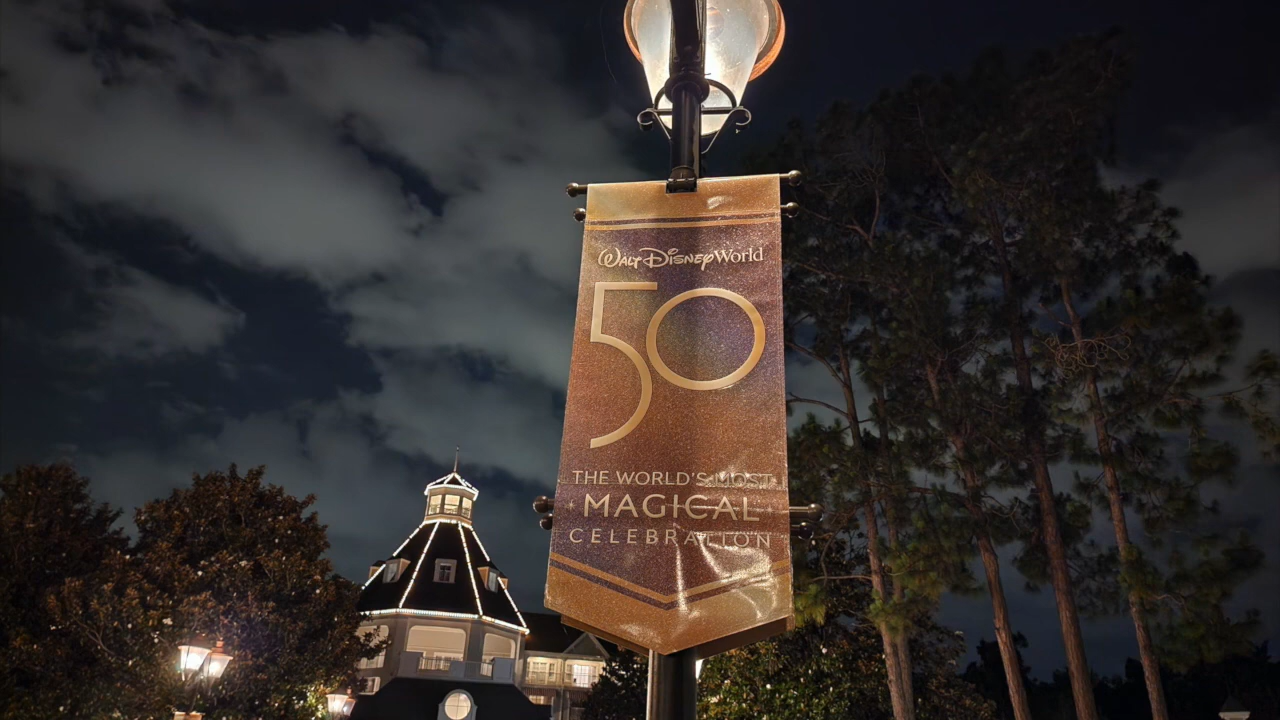 Walt Disney World
50
THE WORLD'S MOST
MAGICAL
CELEBRATION